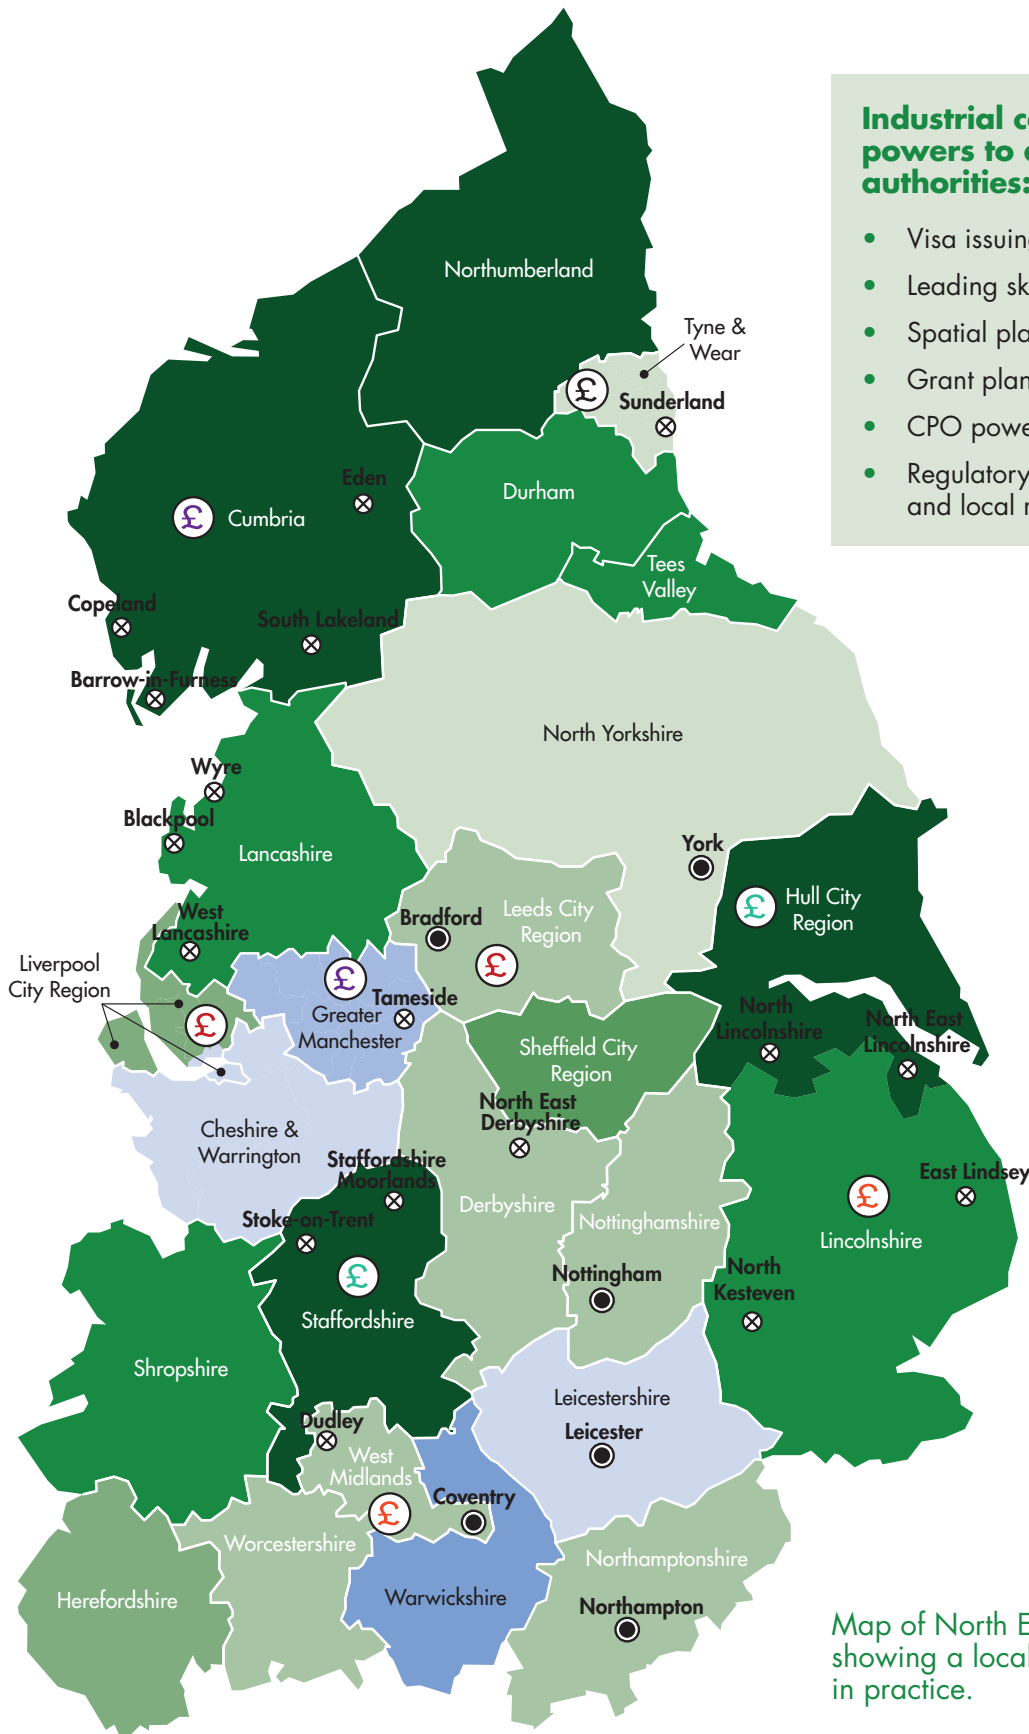 Industrial c
powers to
authorities:
• Visa issuing
• Leading sk
• Spatial pla
• Grant plan
• CPO powe
• Regulatory
and local
Northumberland
Tyne &
Wear
£
Sunderland
Eden
Durham
£
Cumbria
Tees
Valley
Copeland
South Lakeland
Barrow-in-Furness
North Yorkshire
Wyre
Blackpool
Lancashire
York
£
Hull City
Region
West
Lancashire
Bradford
Leeds City
Region
£
Liverpool
City Region
£
£
Tameside
Greater
Manchester
North
Lincolnshire
North East
Lincolnshire
Sheffield City
Region
North East
Derbyshire
Cheshire &
Warrington
Staffordshire
Moorlands
Derbyshire
East Lindsey
£
Stoke-on-Trent
Nottinghamshire
Lincolnshire
£
Nottingham
North
Kesteven
Staffordshire
Shropshire
Leicestershire
Leicester
Dudley
West
Midlands
£
Coventry
Worcestershire
Northamptonshire
Herefordshire
Warwickshire
Northampton
Map of North E
showing a local
in practice.